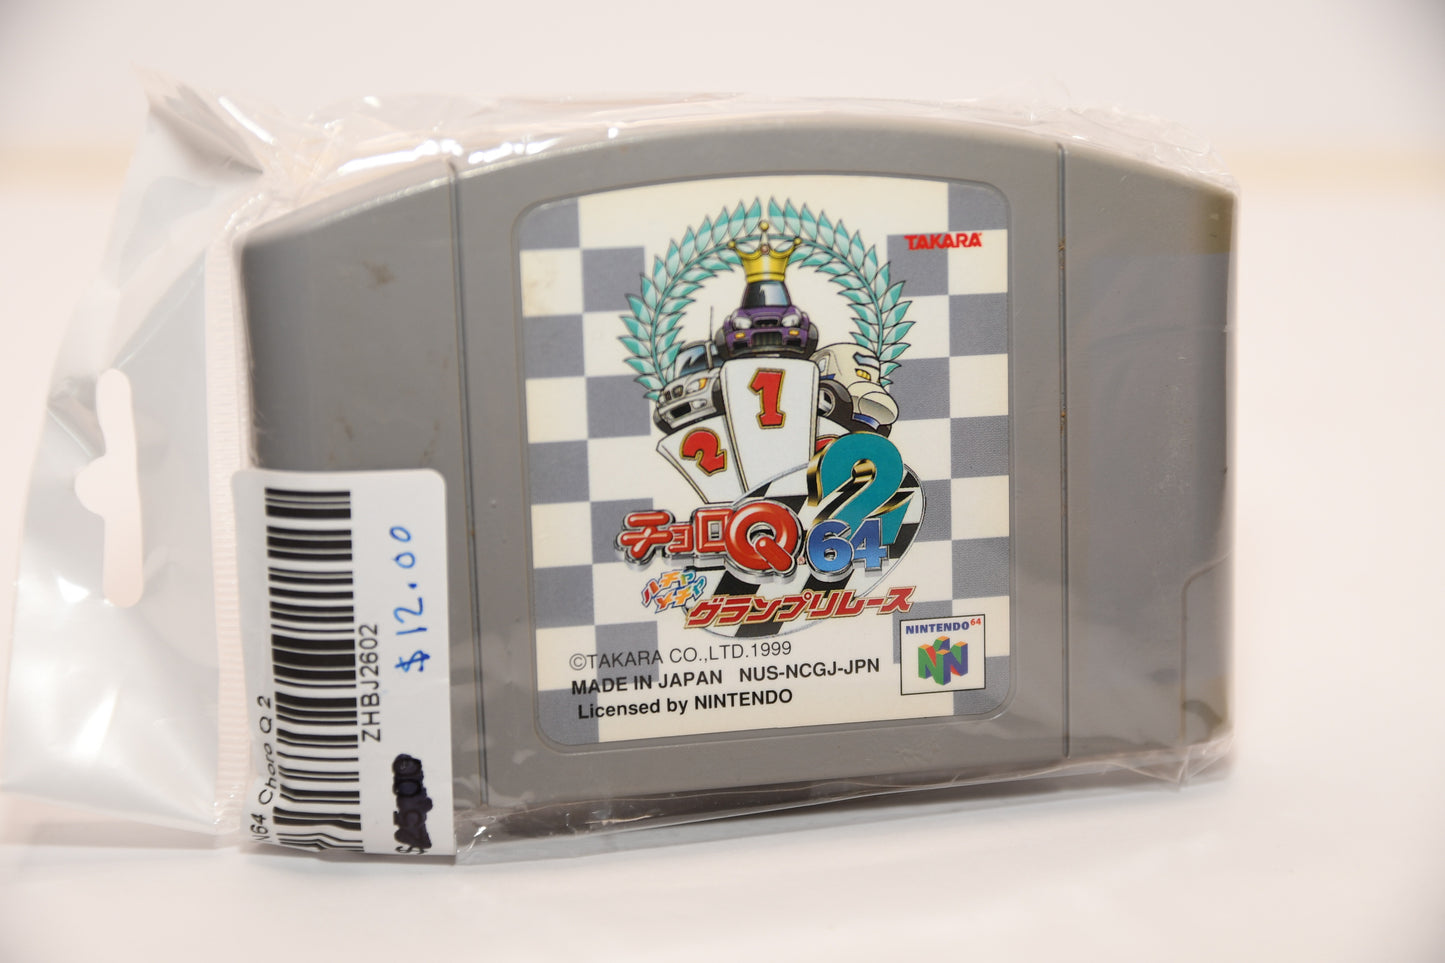 TAKARA
1
2
2
チョロQ 64
ハチャメチャ
グランプリレース
©TAKARA CO.,LTD.1999
MADE IN JAPAN NUS-NCGJ-JPN
Licensed by NINTENDO
NINTENDO 64
N64 Choro Q 2
ZHBJ2602
$12.00